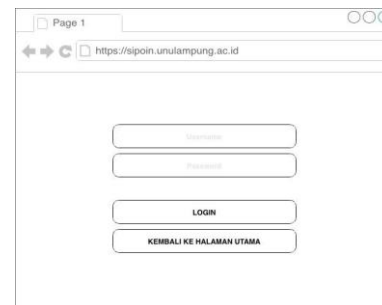 Page 1
https://sipoin.unulampung.ac.id
Username
Password
LOGIN
KEMBALI KE HALAMAN UTAMA